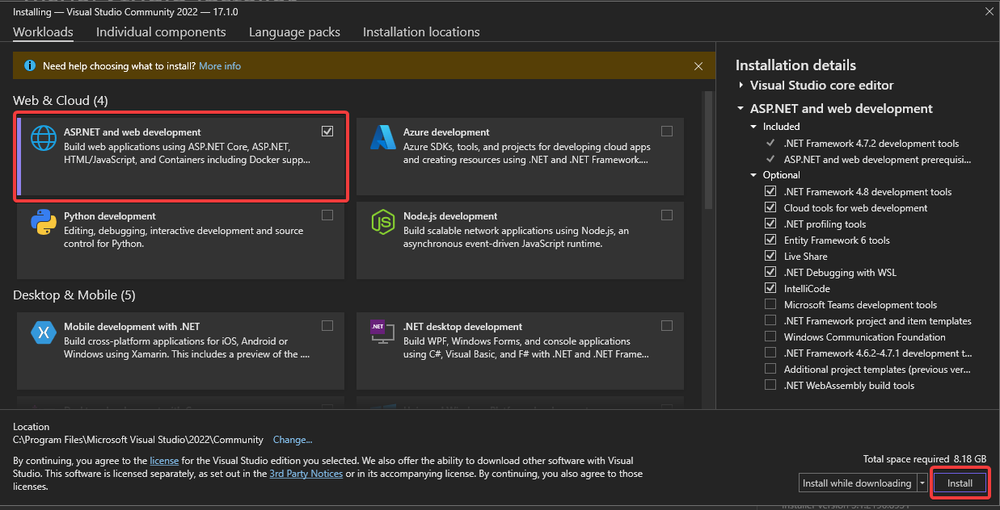 Installing — Visual Studio Community 2022 — 17.1.0
Workloads
Individual components
Language packs
Installation locations
Need help choosing what to install? More info
Web & Cloud (4)
ASP.NET and web development
Build web applications using ASP.NET Core, ASP.NET,
HTML/JavaScript, and Containers including Docker supp...
Azure development
Azure SDKs, tools, and projects for developing cloud apps
and creating resources using .NET and .NET Framework....
Python development
Editing, debugging, interactive development and source
control for Python.
Node.js development
Build scalable network applications using Node.js, an
asynchronous event-driven JavaScript runtime.
Desktop & Mobile (5)
Mobile development with .NET
Build cross-platform applications for iOS, Android or
Windows using Xamarin. This includes a preview of the ....
.NET
.NET desktop development
Build WPF, Windows Forms, and console applications
using C#, Visual Basic, and F# with .NET and .NET Frame...
Installation details
Visual Studio core editor
ASP.NET and web development
Included
.NET Framework 4.7.2 development tools
ASP.NET and web development prerequisi...
Optional
.NET Framework 4.8 development tools
Cloud tools for web development
.NET profiling tools
Entity Framework 6 tools
Live Share
.NET Debugging with WSL
IntelliCode
Microsoft Teams development tools
.NET Framework project and item templates
Windows Communication Foundation
.NET Framework 4.6.2-4.7.1 development t...
Additional project templates (previous ver...
.NET WebAssembly build tools
Location
C:\Program Files\Microsoft Visual Studio\2022\Community Change...
By continuing, you agree to the license for the Visual Studio edition you selected. We also offer the ability to download other software with Visual
Studio. This software is licensed separately, as set out in the 3rd Party Notices or in its accompanying license. By continuing, you also agree to those
licenses.
Total space required 8.18 GB
Install while downloading
Install